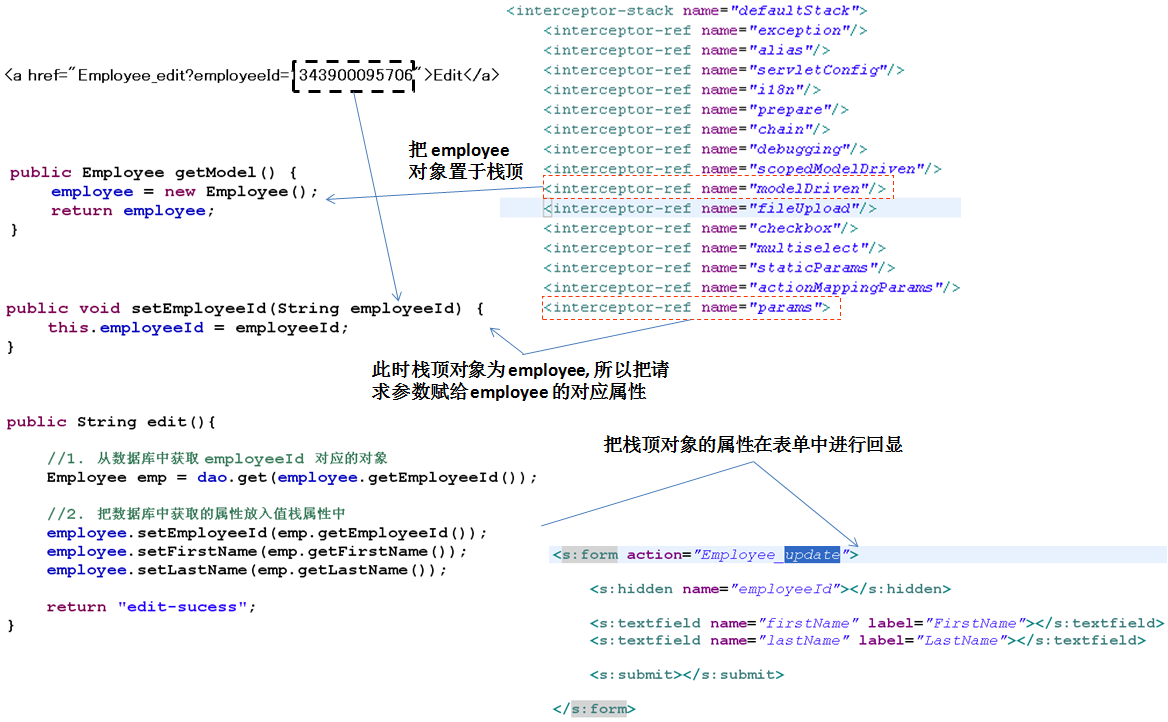 <a href="Employee_edit?employeeId=1343900095706">Edit</a>
public Employee getModel() {
employee = new Employee();
return employee;
}
public void setEmployeeId(String employeeId) {
this.employeeId = employeeId;
}
public String edit(){
//1. 从数据库中获取 employeeId 对应的对象
Employee emp = dao.get(employee.getEmployeeId());
//2. 把数据库中获取的属性放入值栈属性中
employee.setEmployeeId(emp.getEmployeeId());
employee.setFirstName(emp.getFirstName());
employee.setLastName(emp.getLastName());
return "edit-sucess";
}
把 employee
对象置于栈顶
<interceptor-stack name="defaultStack">
<interceptor-ref name="exception"/>
<interceptor-ref name="alias"/>
<interceptor-ref name="servletConfig"/>
<interceptor-ref name="i18n"/>
<interceptor-ref name="prepare"/>
<interceptor-ref name="chain"/>
<interceptor-ref name="debugging"/>
<interceptor-ref name="scopedModelDriven"/>
<interceptor-ref name="modelDriven"/>
<interceptor-ref name="fileUpload"/>
<interceptor-ref name="checkbox"/>
<interceptor-ref name="multiselect"/>
<interceptor-ref name="staticParams"/>
<interceptor-ref name="actionMappingParams"/>
<interceptor-ref name="params">
此时栈顶对象为 employee, 所以把请
求参数赋给 employee 的对应属性
把栈顶对象的属性在表单中进行回显
<s:form action="Employee_update">
<s:hidden name="employeeId"></s:hidden>
<s:textfield name="firstName" label="FirstName"></s:textfield>
<s:textfield name="lastName" label="LastName"></s:textfield>
<s:submit></s:submit>
</s:form>